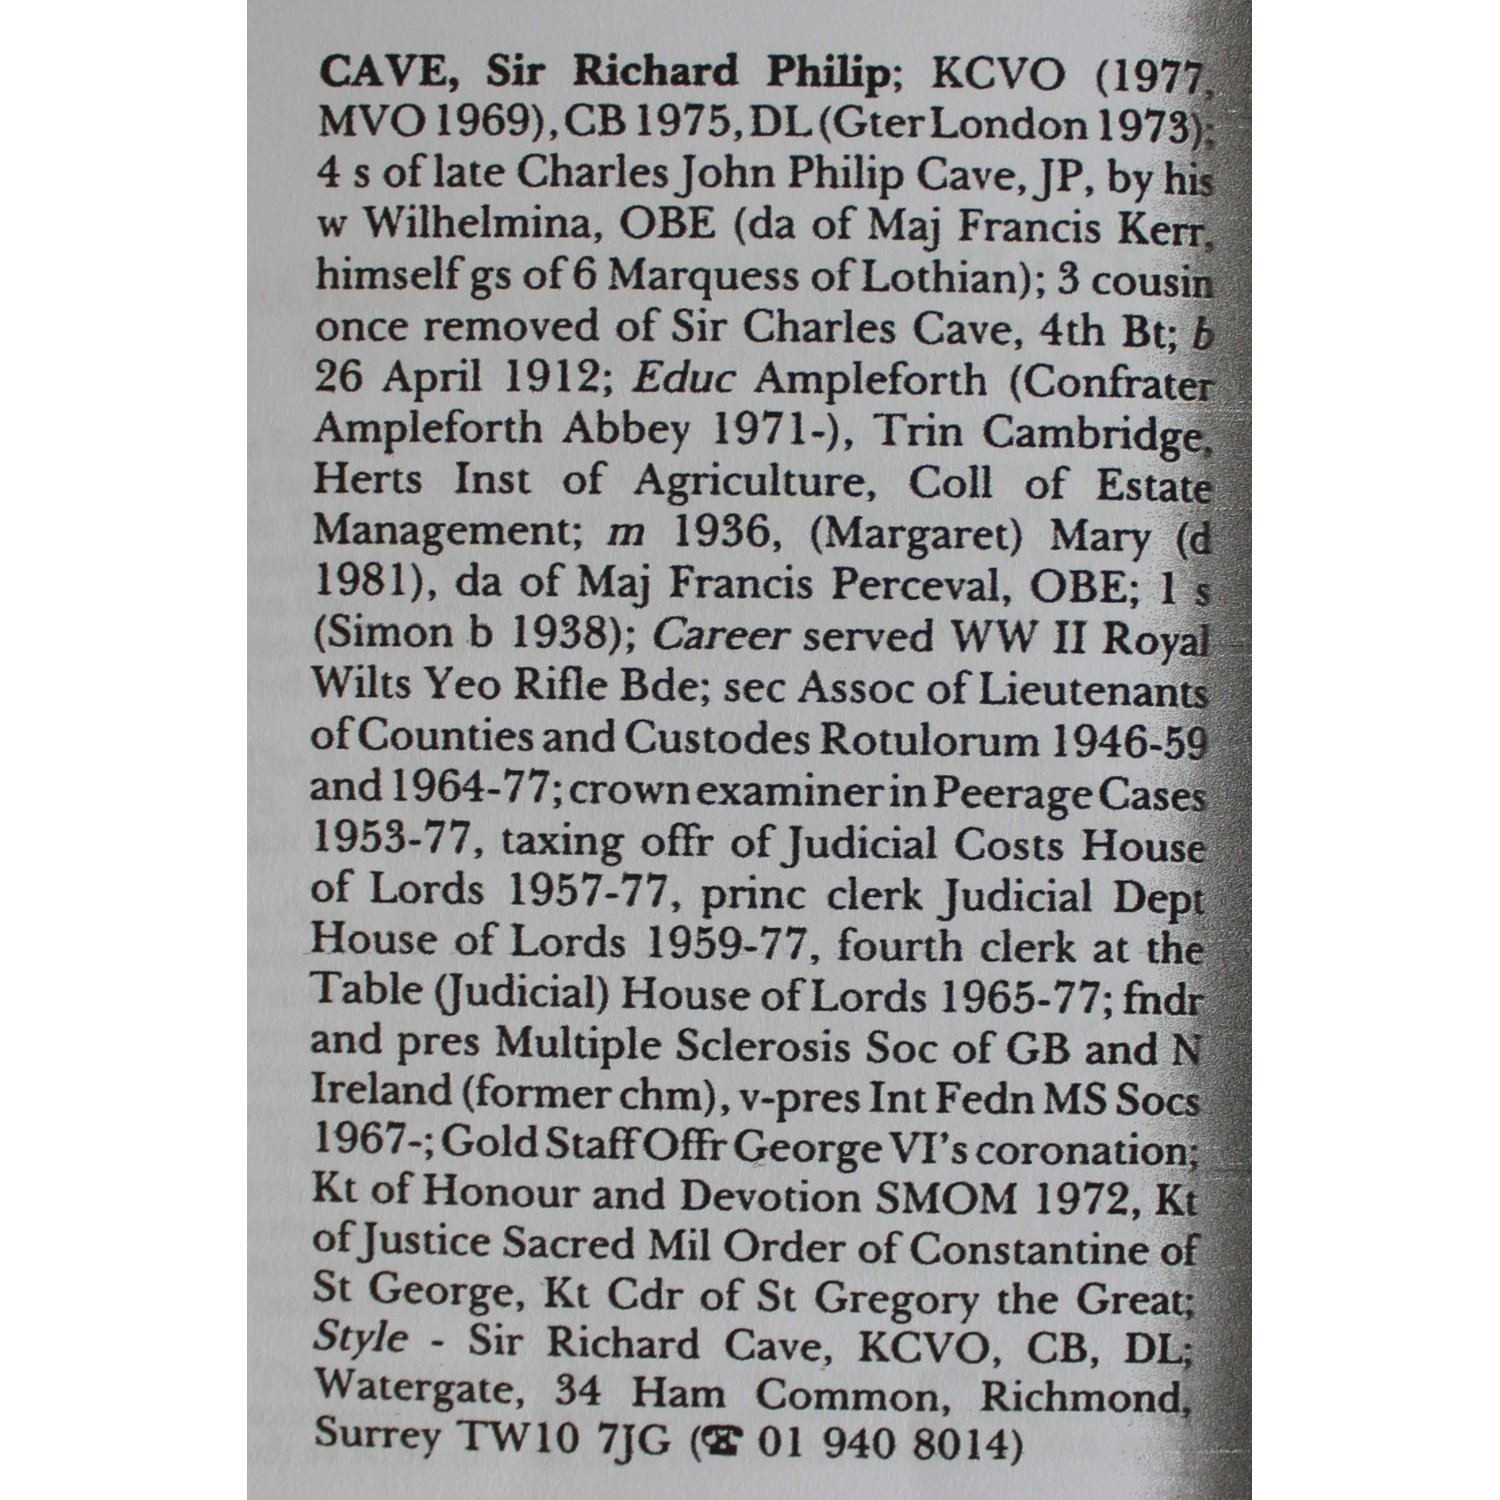 CAVE, Sir Richard Philip; KCVO (1977,
MVO 1969), CB 1975, DL (Gter London 1973);
4 s of late Charles John Philip Cave, JP, by his
w Wilhelmina, OBE (da of Maj Francis Kerr,
himself gs of 6 Marquess of Lothian); 3 cousin
once removed of Sir Charles Cave, 4th Bt; b
26 April 1912; Educ Ampleforth (Confrater
Ampleforth Abbey 1971-), Trin Cambridge,
Herts Inst of Agriculture, Coll of Estate
Management; m 1936, (Margaret) Mary (d
1981), da of Maj Francis Perceval, OBE; 1 s
(Simon b 1938); Career served WW II Royal
Wilts Yeo Rifle Bde; sec Assoc of Lieutenants
of Counties and Custodes Rotulorum 1946-59
and 1964-77; crown examiner in Peerage Cases
1953-77, taxing offr of Judicial Costs House
of Lords 1957-77, princ clerk Judicial Dept
House of Lords 1959-77, fourth clerk at the
Table (Judicial) House of Lords 1965-77; fndr
and pres Multiple Sclerosis Soc of GB and N
Ireland (former chm), v-pres Int Fedn MS Socs
1967-; Gold Staff Offr George VI's coronation;
Kt of Honour and Devotion SMOM 1972, Kt
of Justice Sacred Mil Order of Constantine of
St George, Kt Cdr of St Gregory the Great;
Style - Sir Richard Cave, KCVO, CB, DL;
Watergate, 34 Ham Common, Richmond,
Surrey TW10 7JG (☎ 01 940 8014)